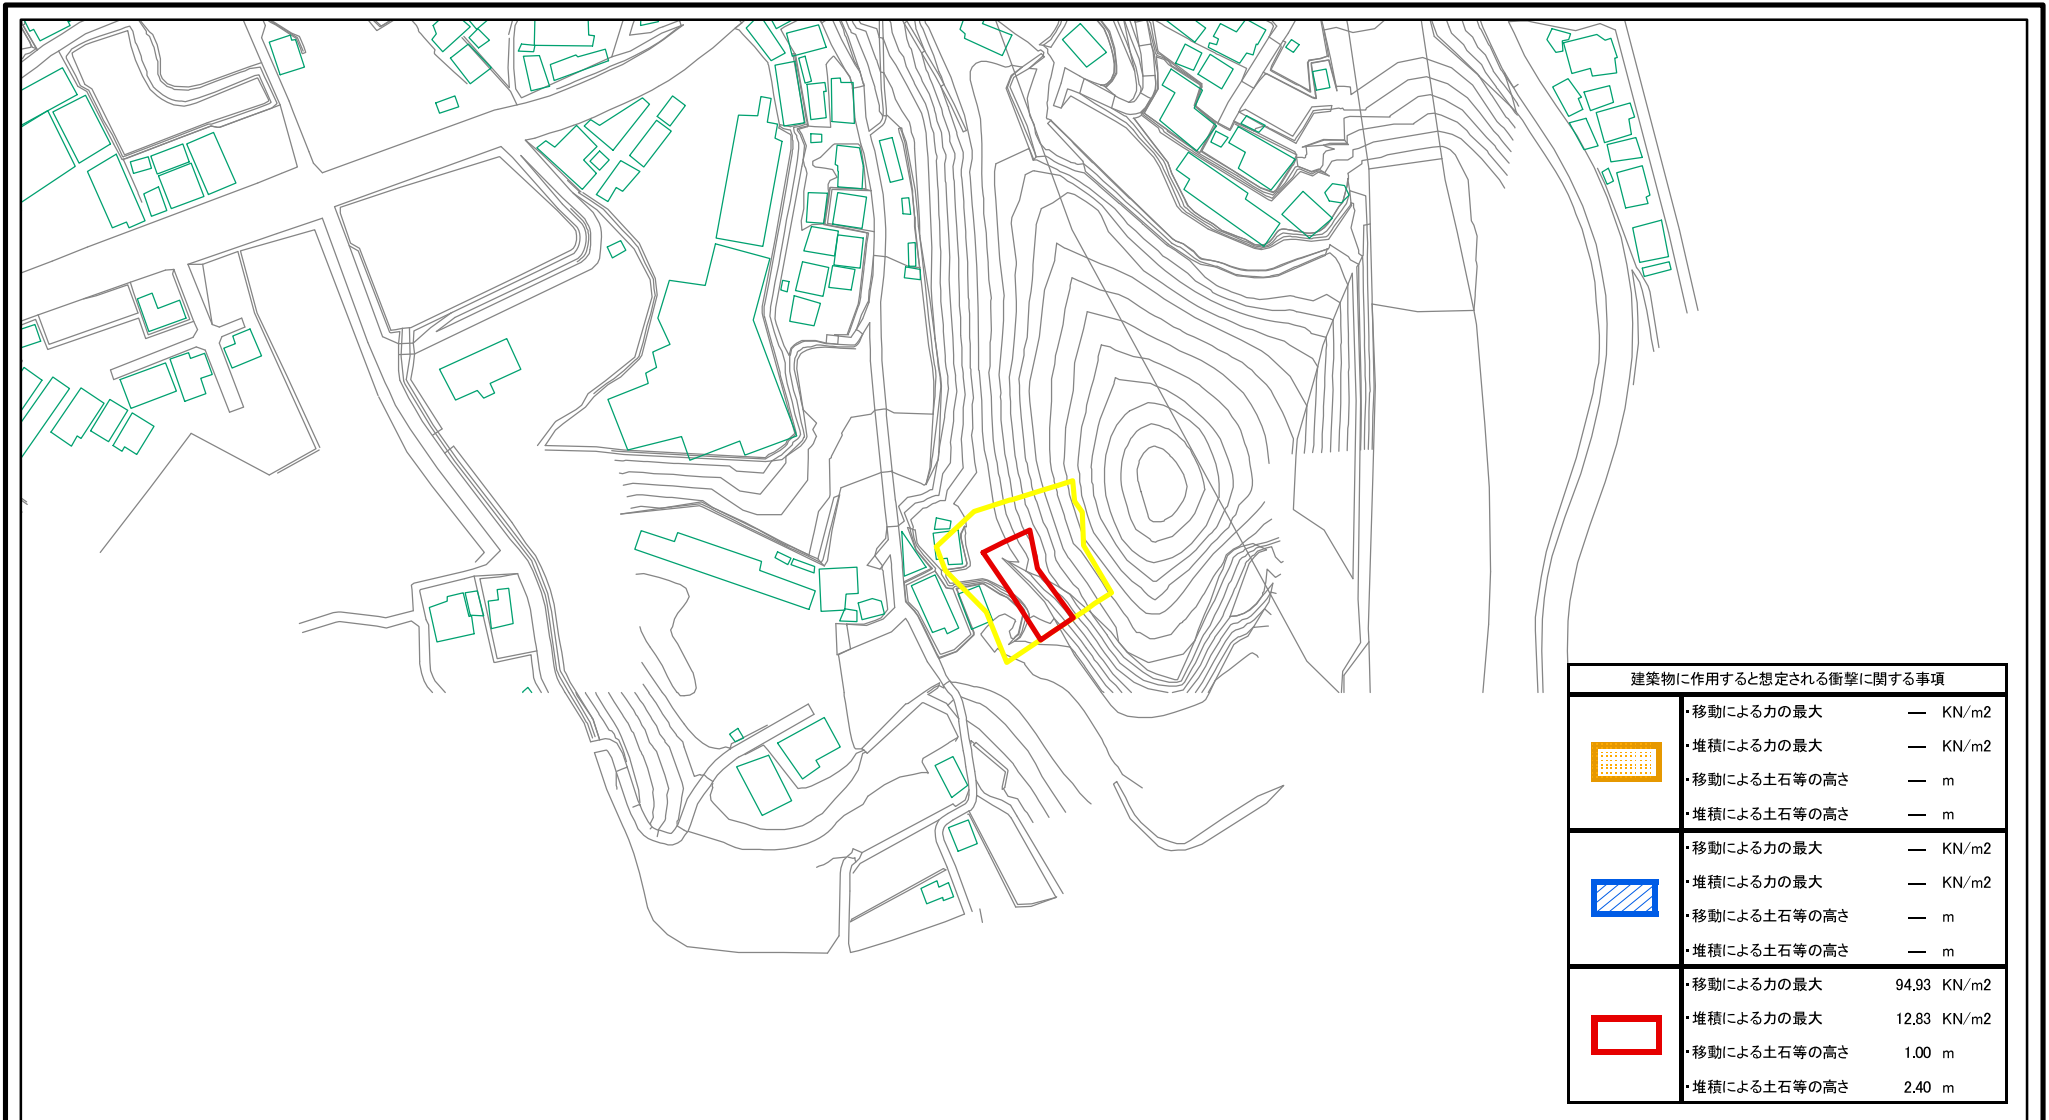 建築物に作用すると想定される衝撃に関する事項
・移動による力の最大 ― KN/m2
・堆積による力の最大 ― KN/m2
・移動による土石等の高さ ― m
・堆積による土石等の高さ ― m
・移動による力の最大 ― KN/m2
・堆積による力の最大 ― KN/m2
・移動による土石等の高さ ― m
・堆積による土石等の高さ ― m
・移動による力の最大 94.93 KN/m2
・堆積による力の最大 12.83 KN/m2
・移動による土石等の高さ 1.00 m
・堆積による土石等の高さ 2.40 m